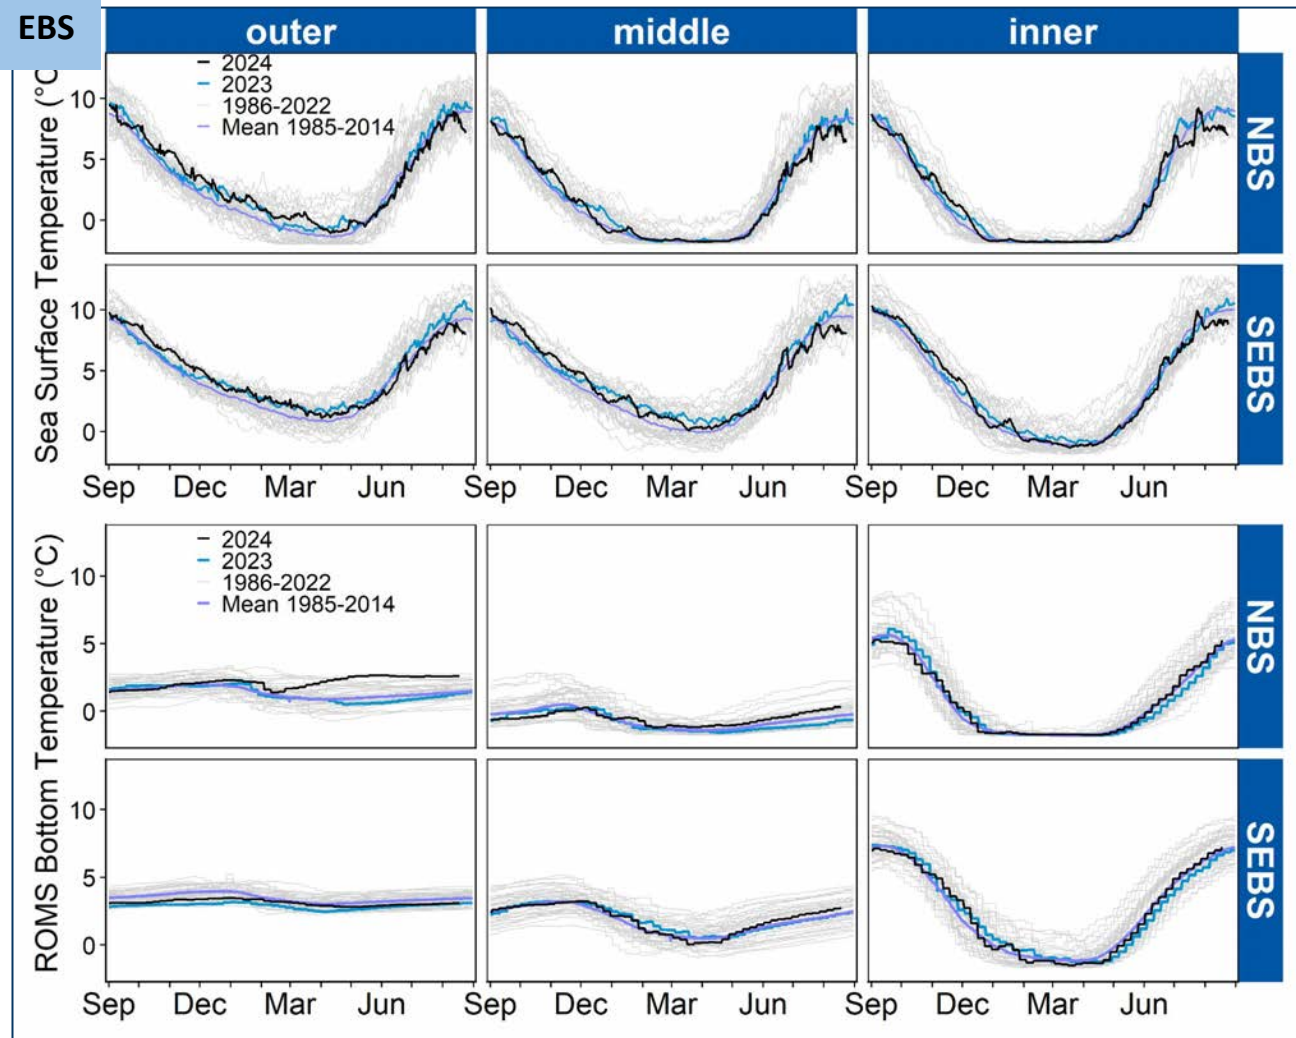 EBS
outer
middle
inner
Sea Surface Temperature (°C
10
5
0
2024
2023
1986-2022
Mean 1985-2014
NBS
10
5
0
SEBS
Sep Dec Mar Jun Sep Dec Mar Jun Sep Dec Mar Jun
ROMS Bottom Temperature (°C)
10
5
0
2024
2023
1986-2022
Mean 1985-2014
NBS
10
5
0
SEBS
Sep Dec Mar Jun Sep Dec Mar Jun Sep Dec Mar Jun